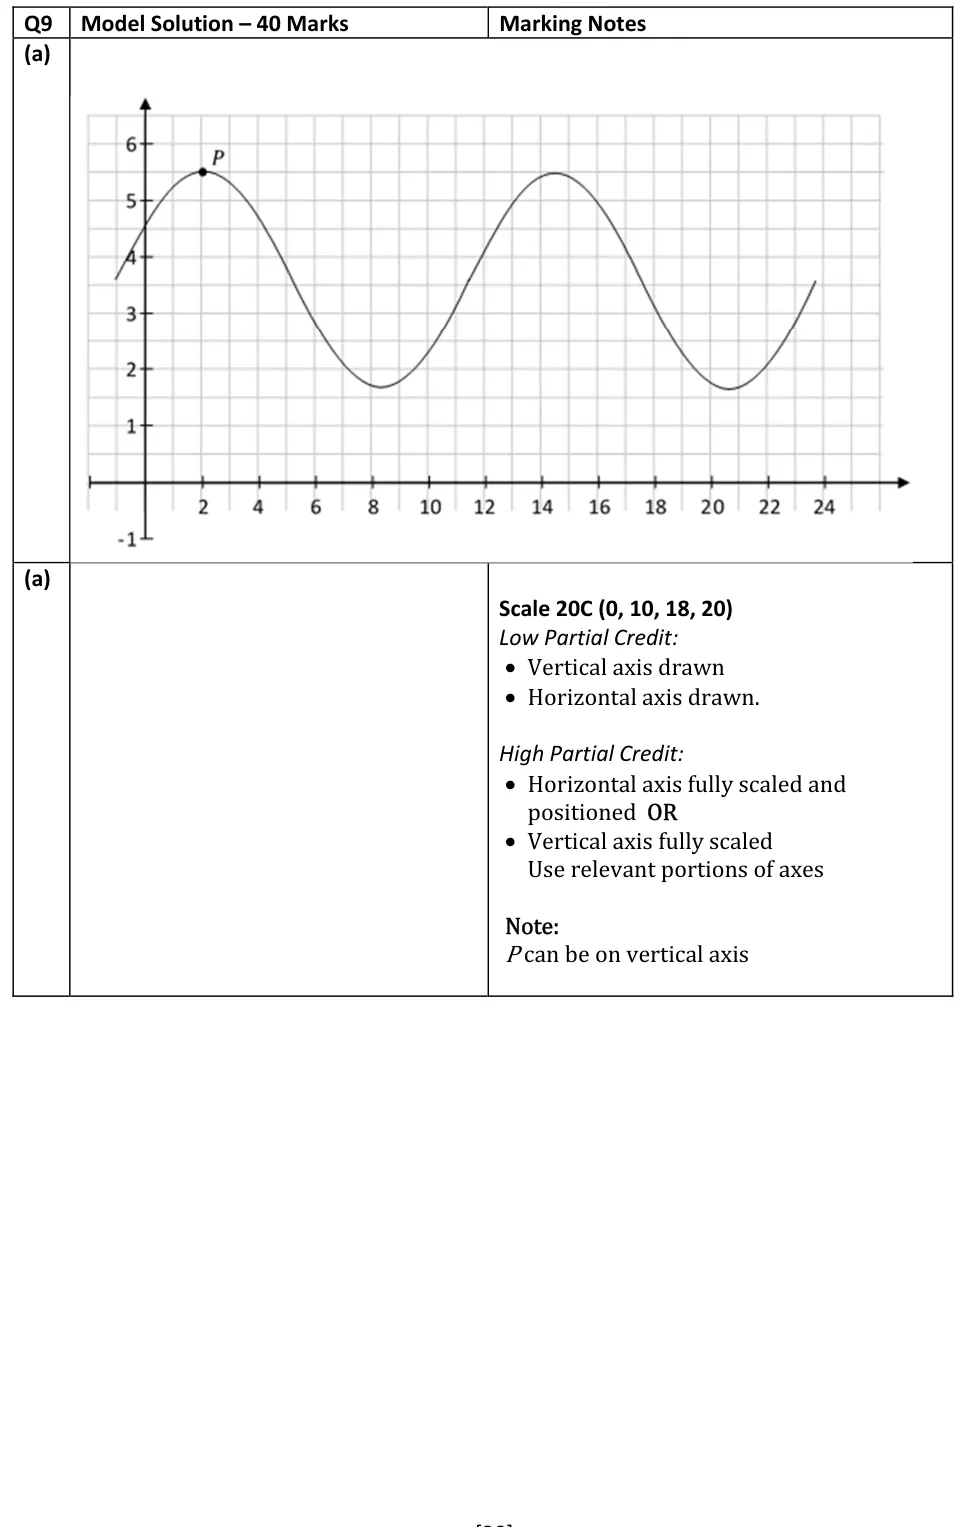 Q9 Model Solution – 40 Marks Marking Notes
(a)
P
6
5
4
3
2
1
-1
2 4 6 8 10 12 14 16 18 20 22 24
(a)
Scale 20C (0, 10, 18, 20)
Low Partial Credit:
• Vertical axis drawn
• Horizontal axis drawn.
High Partial Credit:
• Horizontal axis fully scaled and
positioned OR
• Vertical axis fully scaled
Use relevant portions of axes
Note:
P can be on vertical axis